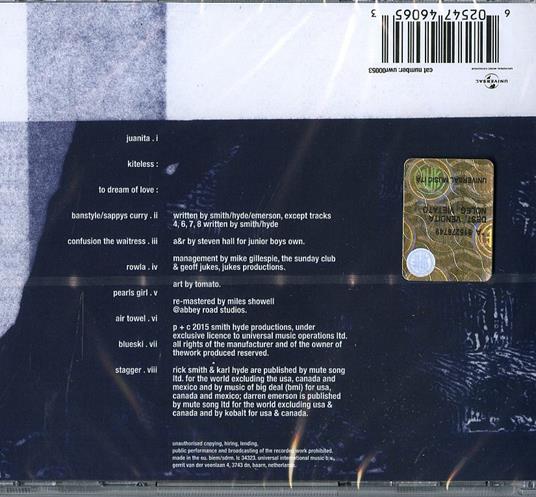 6 02547 46065 3
cat number: uwr00053
UNIVERSAL
juanita . i
kiteless :
to dream of love :
banstyle/sappys curry . ii
confusion the waitress . iii
rowla . iv
pearls girl . v
air towel . vi
blueski . vii
stagger . viii
written by smith/hyde/emerson, except tracks
4, 6, 7, 8 written by smith/hyde
a&r by steven hall for junior boys own.
management by mike gillespie, the sunday club
& geoff jukes, jukes productions.
art by tomato.
re-mastered by miles showell
@abbey road studios.
p + c 2015 smith hyde productions, under
exclusive licence to universal music operations ltd.
all rights of the manufacturer and of the owner of
thework produced reserved.
rick smith & karl hyde are published by mute song
ltd. for the world excluding the usa, canada and
mexico and by music of big deal (bmi) for usa,
canada and mexico; darren emerson is published
by mute song ltd for the world excluding usa &
canada and by kobalt for usa & canada.
unauthorised copying, hiring, lending,
public performance and broadcasting of the recorded work prohibited.
made in the eu. biem/sdrm. lc 34323. universal international music b.v.,
gerrit van der veenlaan 4, 3743 dn, baarn, netherlands.
UNIVERSAL MUSIC ITA
DEST. VENDITA
NOLEG. VIETATO